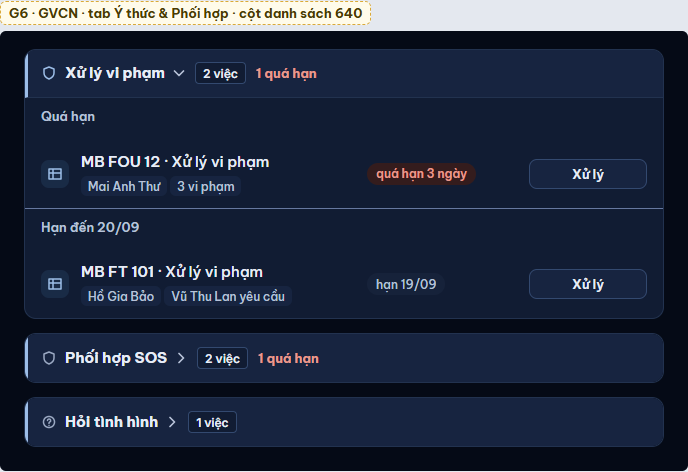 G6 · GVCN · tab Ý thức & Phối hợp · cột danh sách 640
Xử lý vi phạm 2 việc 1 quá hạn
Quá hạn
MB FOU 12 · Xử lý vi phạm quá hạn 3 ngày Xử lý
Mai Anh Thư 3 vi phạm
Hạn đến 20/09
MB FT 101 · Xử lý vi phạm hạn 19/09 Xử lý
Hồ Gia Bảo Vũ Thu Lan yêu cầu
Phối hợp SOS 2 việc 1 quá hạn
Hỏi tình hình 1 việc